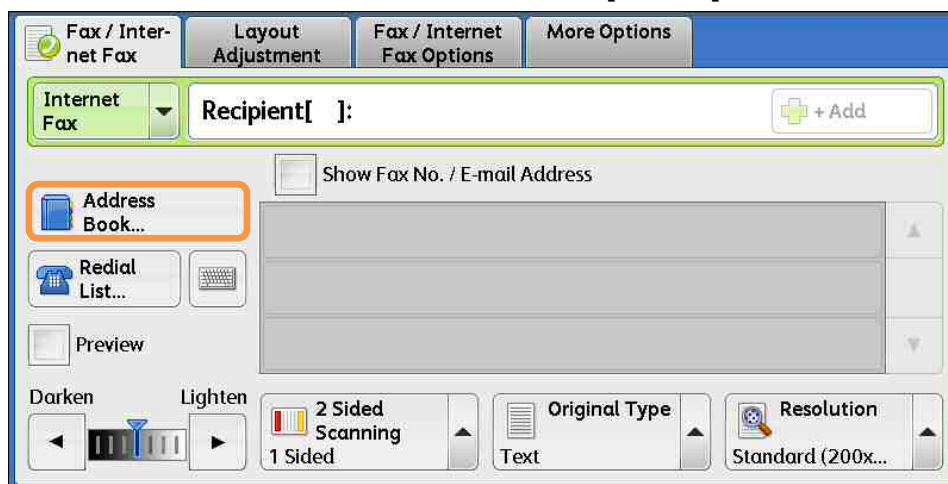 Fax / Inter-
net Fax
Layout
Adjustment
Fax / Internet
Fax Options
More Options
Internet
Fax
Recipient[ ]:
+ Add
Show Fax No. / E-mail Address
Address
Book...
Redial
List...
Preview
Darken
Lighten
2 Sided
Scanning
1 Sided
Original Type
Text
Resolution
Standard (200x...